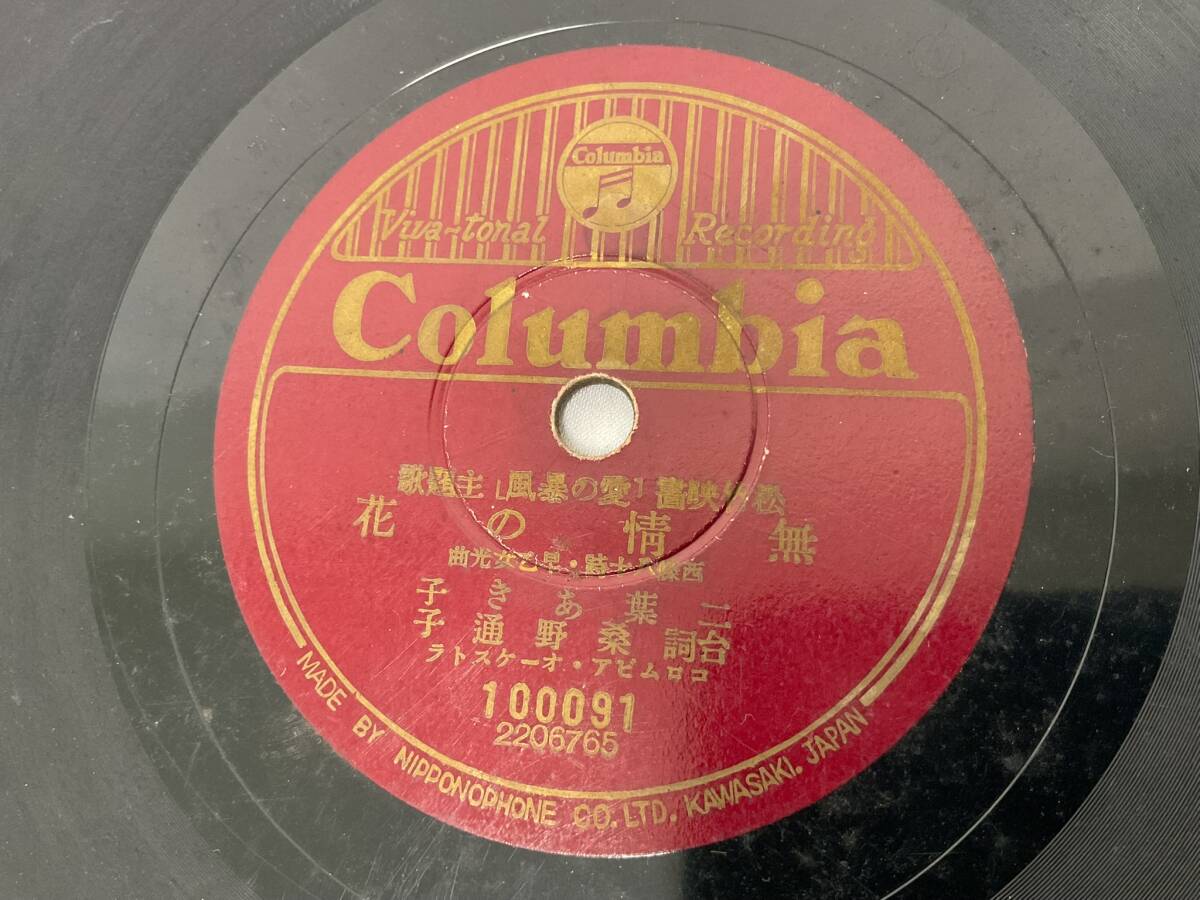 Columbia
Viva-tonal Recording
Columbia
松竹映畫「愛の暴風」主題歌
無情の花
西條八十詩・早乙女光曲
二葉あき子
台詞 桑野通子
コロムビア・オーケストラ
100091
2206765
MADE BY NIPPONOPHONE CO. LTD. KAWASAKI. JAPAN